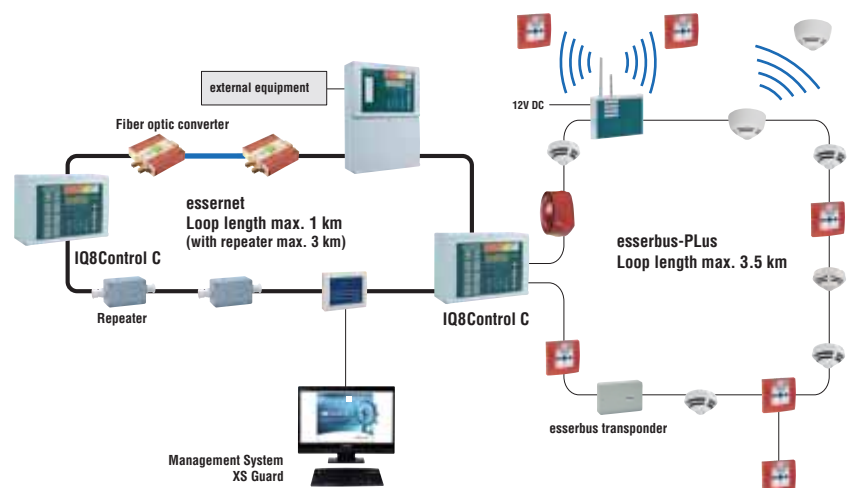 12V DC
external equipment
Fiber optic converter
essernet
Loop length max. 1 km
(with repeater max. 3 km)
esserbus-PLus
Loop length max. 3.5 km
IQ8Control C
Repeater
IQ8Control C
esserbus transponder
Management System
XS Guard